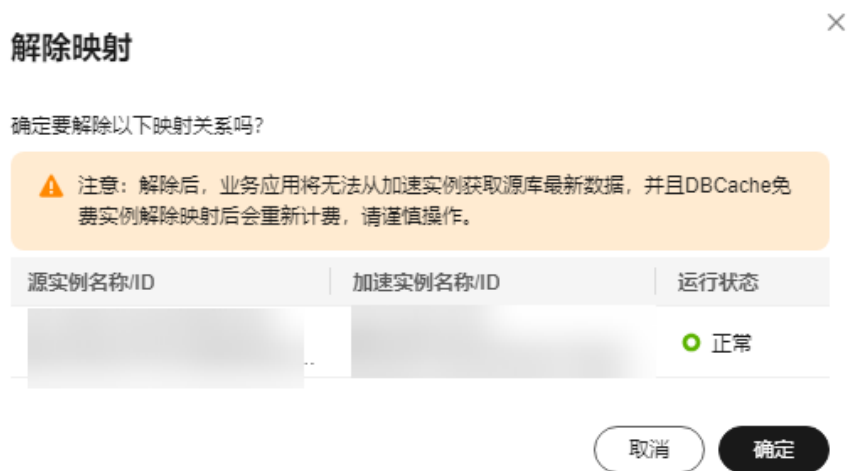 解除映射
确定要解除以下映射关系吗?
注意：解除后，业务应用将无法从加速实例获取源库最新数据，并且DBCache免
费实例解除映射后会重新计费，请谨慎操作。
源实例名称/ID 加速实例名称/ID 运行状态
.. 正常
取消 确定